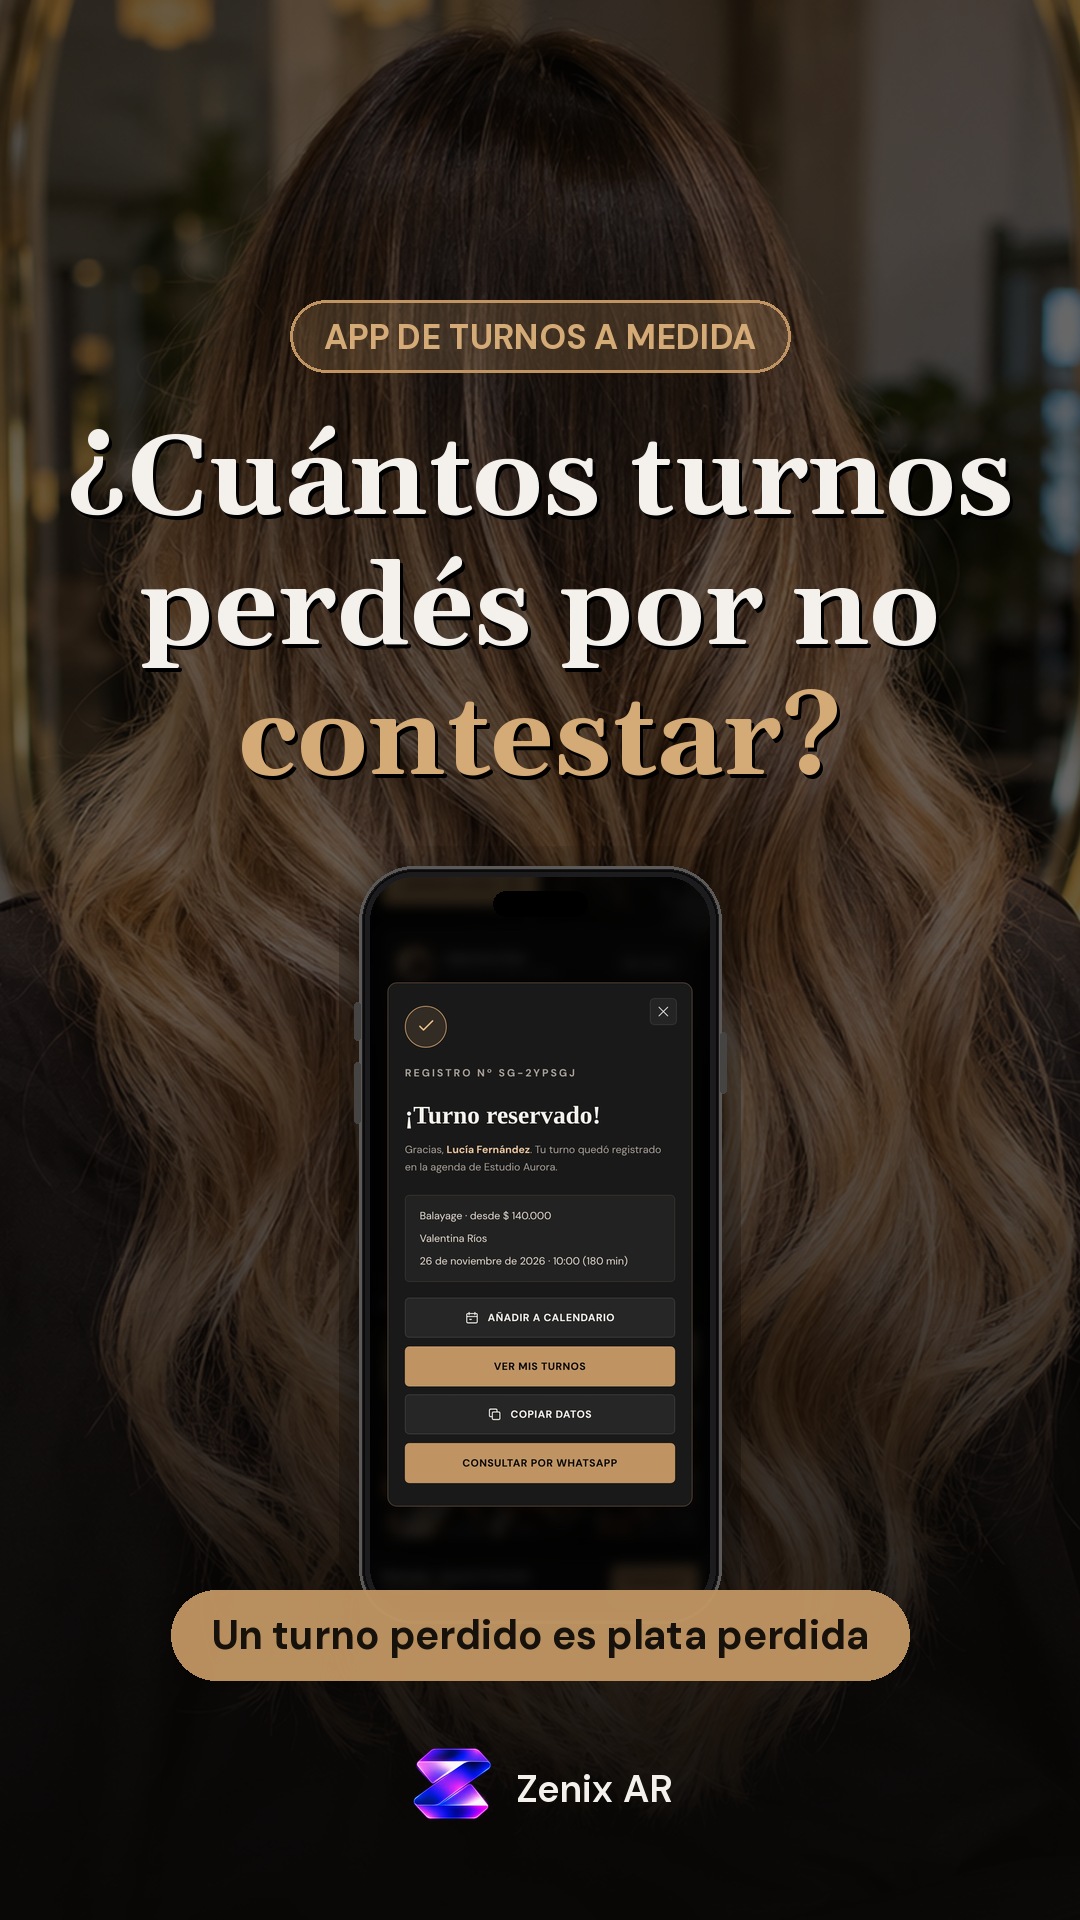 APP DE TURNOS A MEDIDA
¿Cuántos turnos
perdés por no
contestar?
REGISTRO Nº SG-2YPSGJ
¡Turno reservado!
Gracias, Lucía Fernández. Tu turno quedó registrado
en la agenda de Estudio Aurora.
Balayage · desde $ 140.000
Valentina Ríos
26 de noviembre de 2026 · 10:00 (180 min)
AÑADIR A CALENDARIO
VER MIS TURNOS
COPIAR DATOS
CONSULTAR POR WHATSAPP
Un turno perdido es plata perdida
Zenix AR